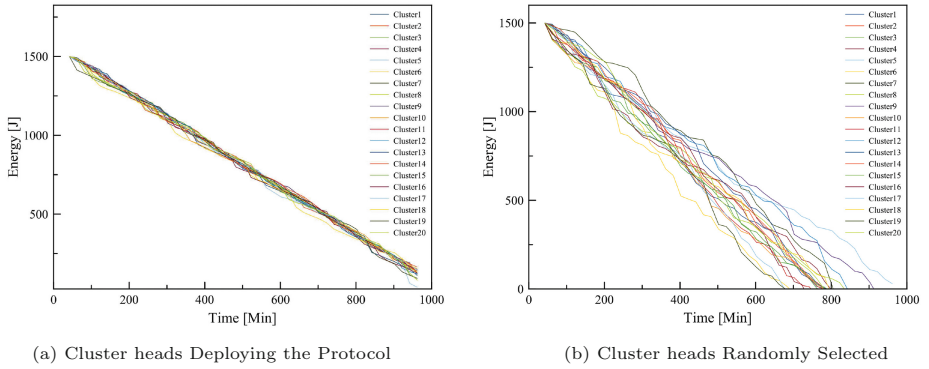 Energy [J]
1500
1000
500
0
200
400
600
800
1000
Time [Min]
Cluster1
Cluster2
Cluster3
Cluster4
Cluster5
Cluster6
Cluster7
Cluster8
Cluster9
Cluster10
Cluster11
Cluster12
Cluster13
Cluster14
Cluster15
Cluster16
Cluster17
Cluster18
Cluster19
Cluster20
(a) Cluster heads Deploying the Protocol
Energy [J]
1500
1000
500
0
0
200
400
600
800
1000
Time [Min]
Cluster1
Cluster2
Cluster3
Cluster4
Cluster5
Cluster6
Cluster7
Cluster8
Cluster9
Cluster10
Cluster11
Cluster12
Cluster13
Cluster14
Cluster15
Cluster16
Cluster17
Cluster18
Cluster19
Cluster20
(b) Cluster heads Randomly Selected